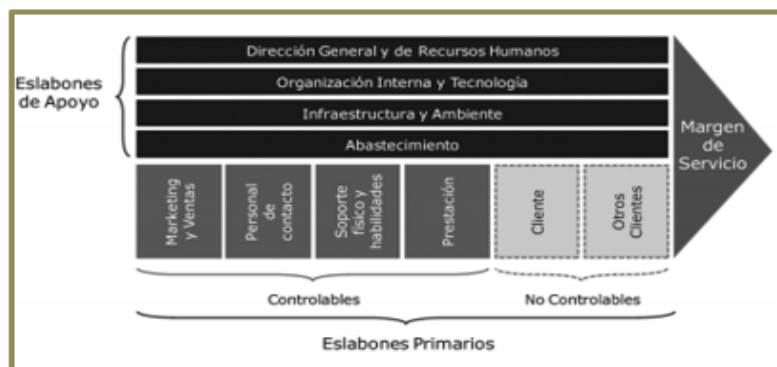 Dirección General y de Recursos Humanos
Eslabones
de Apoyo
Organización Interna y Tecnología
Infraestructura y Ambiente
Abastecimiento
Margen
de
Servicio
Marketing
y Ventas
Personal
de
contacto
Soporte
físico y
habilidades
Prestación
Cliente
Otros
Clientes
Controlables
No Controlables
Eslabones Primarios